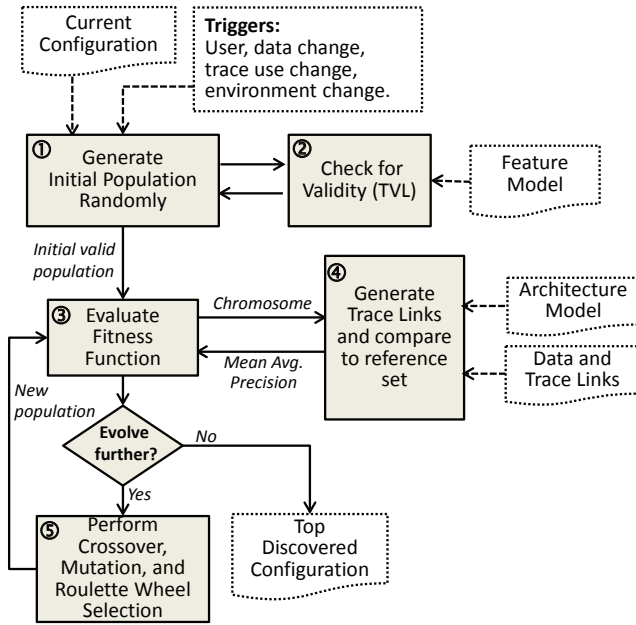 Current
Configuration
Triggers:
User, data change,
trace use change,
environment change.
①
Generate
Initial Population
Randomly
②
Check for
Validity (TVL)
Feature
Model
Initial valid
population
③
Evaluate
Fitness
Function
Chromosome
Mean Avg.
Precision
④
Generate
Trace Links
and compare
to reference
set
Architecture
Model
Data and
Trace Links
New
population
Evolve
further?
No
Yes
⑤
Perform
Crossover,
Mutation, and
Roulette Wheel
Selection
Top
Discovered
Configuration